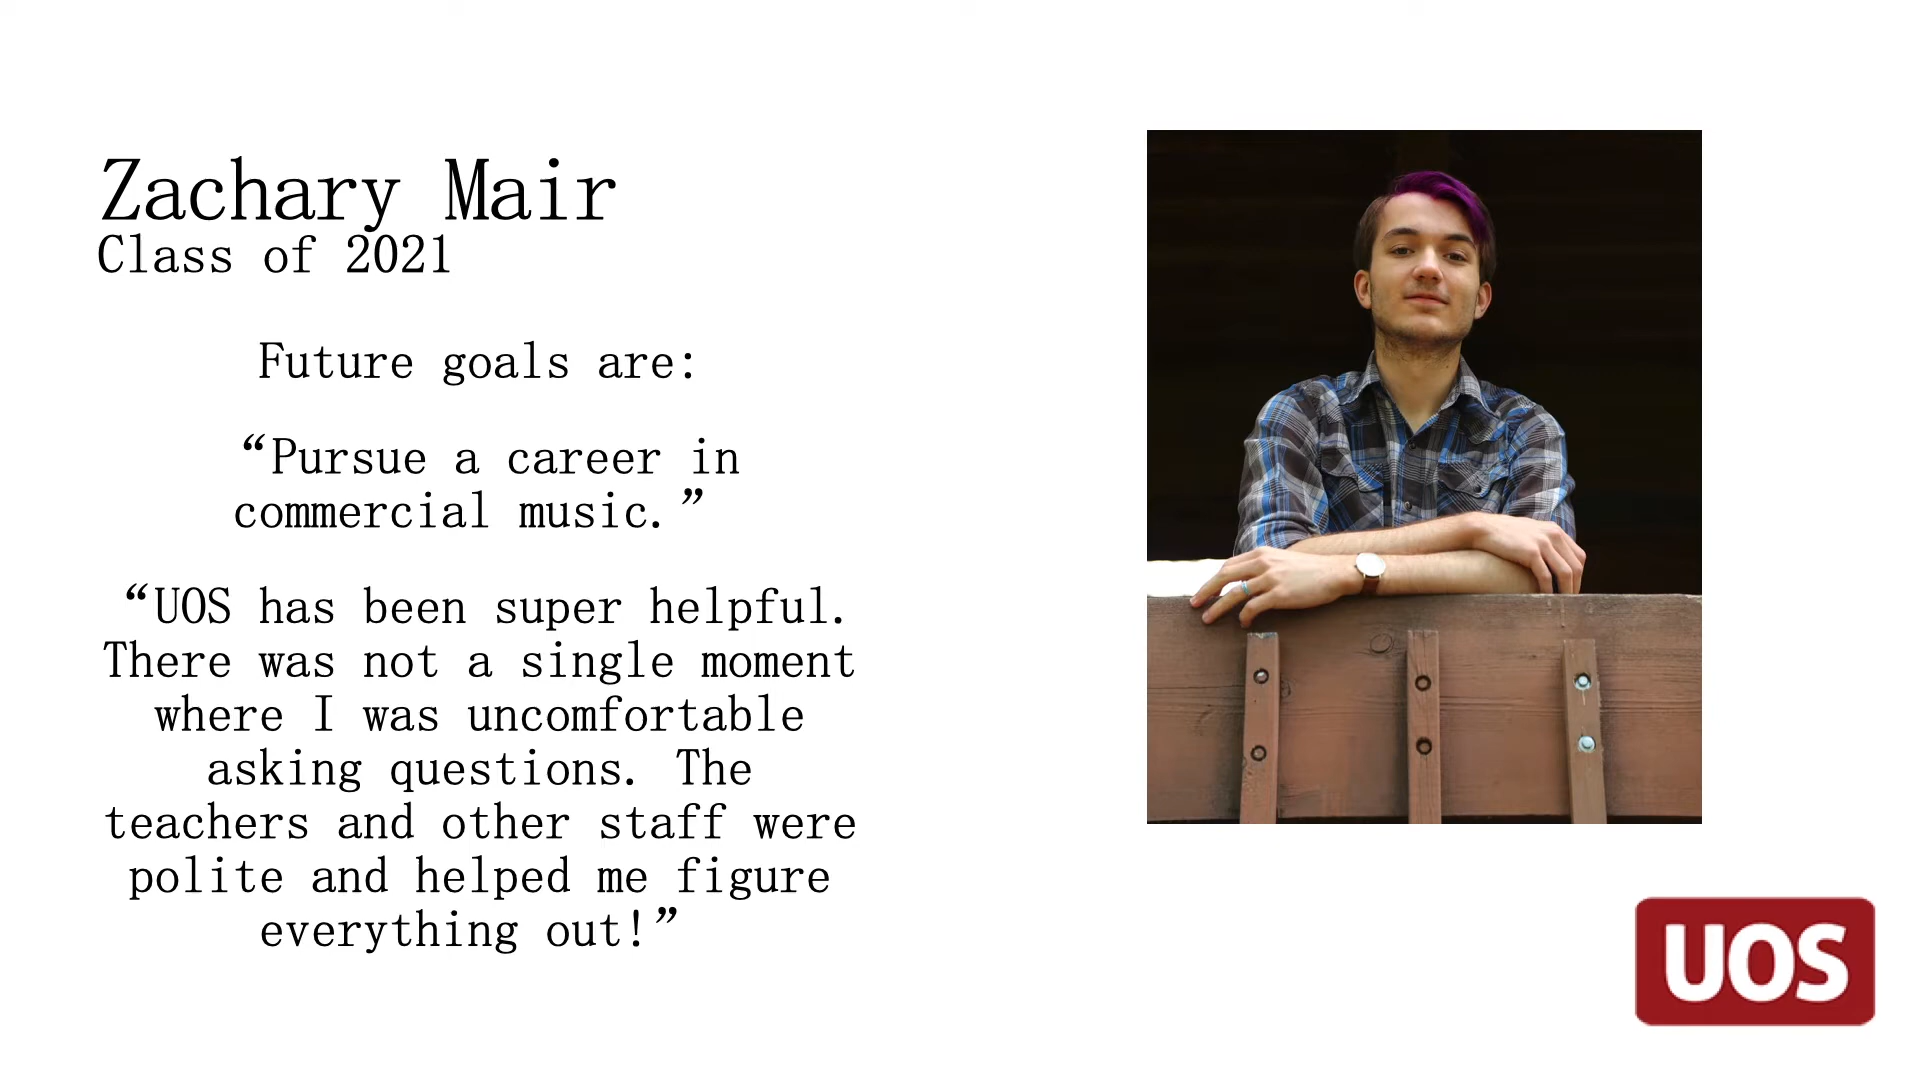 Zachary Mair
Class of 2021
Future goals are:
“Pursue a career in
commercial music.”
“UOS has been super helpful.
There was not a single moment
where I was uncomfortable
asking questions. The
teachers and other staff were
polite and helped me figure
everything out!”
UOS